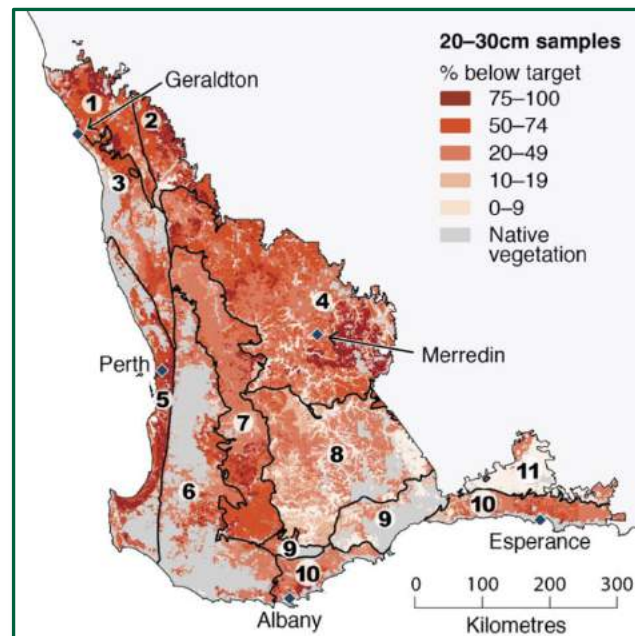 20–30cm samples
% below target
75–100
50–74
20–49
10–19
0–9
Native
vegetation
Geraldton
1
2
3
4
Merredin
Perth
5
6
7
8
9
9
10
10
11
Esperance
Albany
0 100 200 300
Kilometres